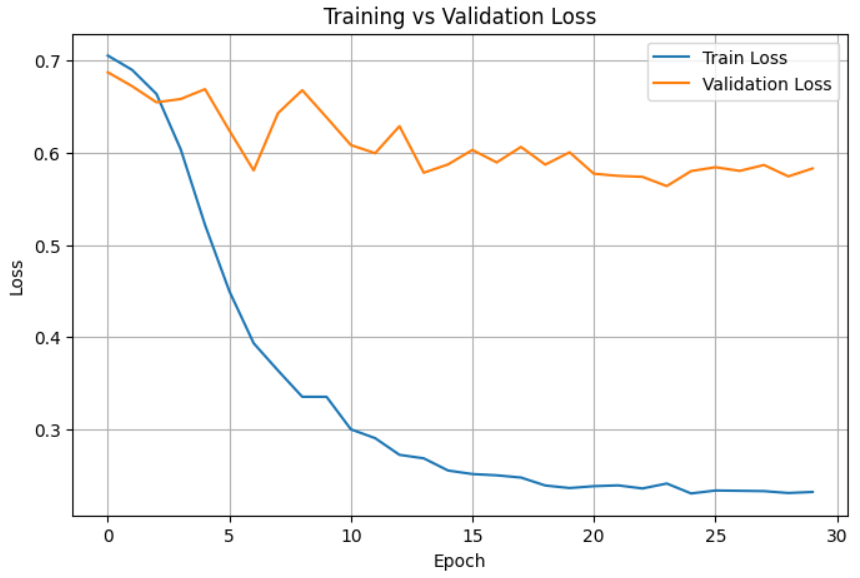 Training vs Validation Loss
Train Loss
Validation Loss
0.7
0.6
0.5
0.4
0.3
Loss
0 5 10 15 20 25 30
Epoch